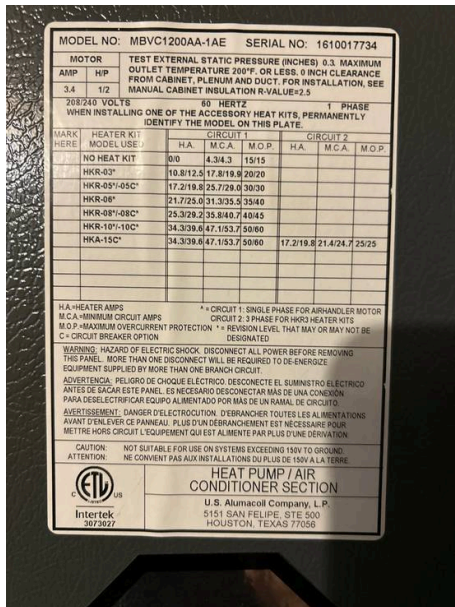 MODEL NO: MBVC1200AA-1AE SERIAL NO: 1610017734
MOTOR
AMP H/P
3.4 1/2
TEST EXTERNAL STATIC PRESSURE (INCHES) 0.3. MAXIMUM
OUTLET TEMPERATURE 200°F. OR LESS. 0 INCH CLEARANCE
FROM CABINET, PLENUM AND DUCT. FOR INSTALLATION, SEE
MANUAL CABINET INSULATION R-VALUE=2.5
208/240 VOLTS 60 HERTZ 1 PHASE
WHEN INSTALLING ONE OF THE ACCESSORY HEAT KITS, PERMANENTLY
IDENTIFY THE MODEL ON THIS PLATE.
MARK HEATER KIT CIRCUIT 1 CIRCUIT 2
HERE MODEL USED H.A. M.C.A. M.O.P. H.A. M.C.A. M.O.P.
NO HEAT KIT 0/0 4.3/4.3 15/15
HKR-03* 10.8/12.5 17.8/19.9 20/20
HKR-05*/-05C* 17.2/19.8 25.7/29.0 30/30
HKR-06* 21.7/25.0 31.3/35.5 35/40
HKR-08*/-08C* 25.3/29.2 35.8/40.7 40/45
HKR-10*/-10C* 34.3/39.6 47.1/53.7 50/60
HKA-15C* 34.3/39.6 47.1/53.7 50/60 17.2/19.8 21.4/24.7 25/25
H.A.=HEATER AMPS ^ = CIRCUIT 1: SINGLE PHASE FOR AIRHANDLER MOTOR
M.C.A.=MINIMUM CIRCUIT AMPS CIRCUIT 2: 3 PHASE FOR HKR3 HEATER KITS
M.O.P.=MAXIMUM OVERCURRENT PROTECTION * = REVISION LEVEL THAT MAY OR MAY NOT BE
C = CIRCUIT BREAKER OPTION DESIGNATED
WARNING: HAZARD OF ELECTRIC SHOCK. DISCONNECT ALL POWER BEFORE REMOVING
THIS PANEL. MORE THAN ONE DISCONNECT WILL BE REQUIRED TO DE-ENERGIZE
EQUIPMENT SUPPLIED BY MORE THAN ONE BRANCH CIRCUIT.
ADVERTENCIA: PELIGRO DE CHOQUE ELÉCTRICO. DESCONECTE EL SUMINISTRO ELÉCTRICO
ANTES DE SACAR ESTE PANEL. ES NECESARIO DESCONECTAR MÁS DE UNA CONEXIÓN
PARA DESELECTRIFICAR EQUIPO ALIMENTADO POR MÁS DE UN RAMAL DE CIRCUITO.
AVERTISSEMENT: DANGER D'ELECTROCUTION. D'EBRANCHER TOUTES LES ALIMENTATIONS
AVANT D'ENLEVER CE PANNEAU. PLUS D'UN DÉBRANCHEMENT EST NÉCESSAIRE POUR
METTRE HORS CIRCUIT L'EQUIPEMENT QUI EST ALIMENTE PAR PLUS D'UNE DÉRIVATION.
CAUTION: NOT SUITABLE FOR USE ON SYSTEMS EXCEEDING 150V TO GROUND.
ATTENTION: NE CONVIENT PAS AUX INSTALLATIONS DU PLUS DE 150V A LA TERRE
ETL
C US
Intertek
3073027
HEAT PUMP / AIR
CONDITIONER SECTION
U.S. Alumacoil Company, L.P.
5151 SAN FELIPE, STE 500
HOUSTON, TEXAS 77056